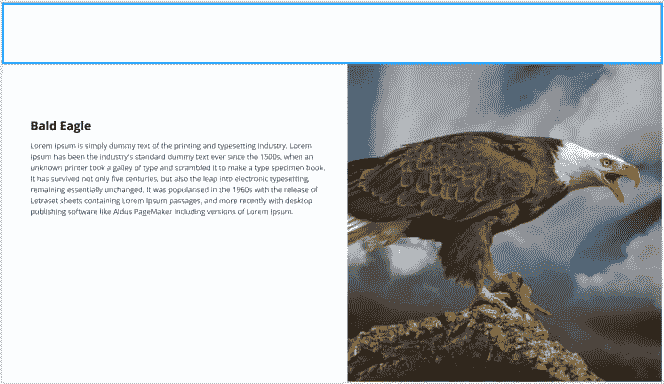 Bald Eagle
Lorem Ipsum is simply dummy text of the printing and typesetting industry. Lorem
Ipsum has been the industry's standard dummy text ever since the 1500s, when an
unknown printer took a galley of type and scrambled it to make a type specimen book.
It has survived not only five centuries, but also the leap into electronic typesetting,
remaining essentially unchanged. It was popularised in the 1960s with the release of
Letraset sheets containing Lorem Ipsum passages, and more recently with desktop
publishing software like Aldus PageMaker including versions of Lorem Ipsum.